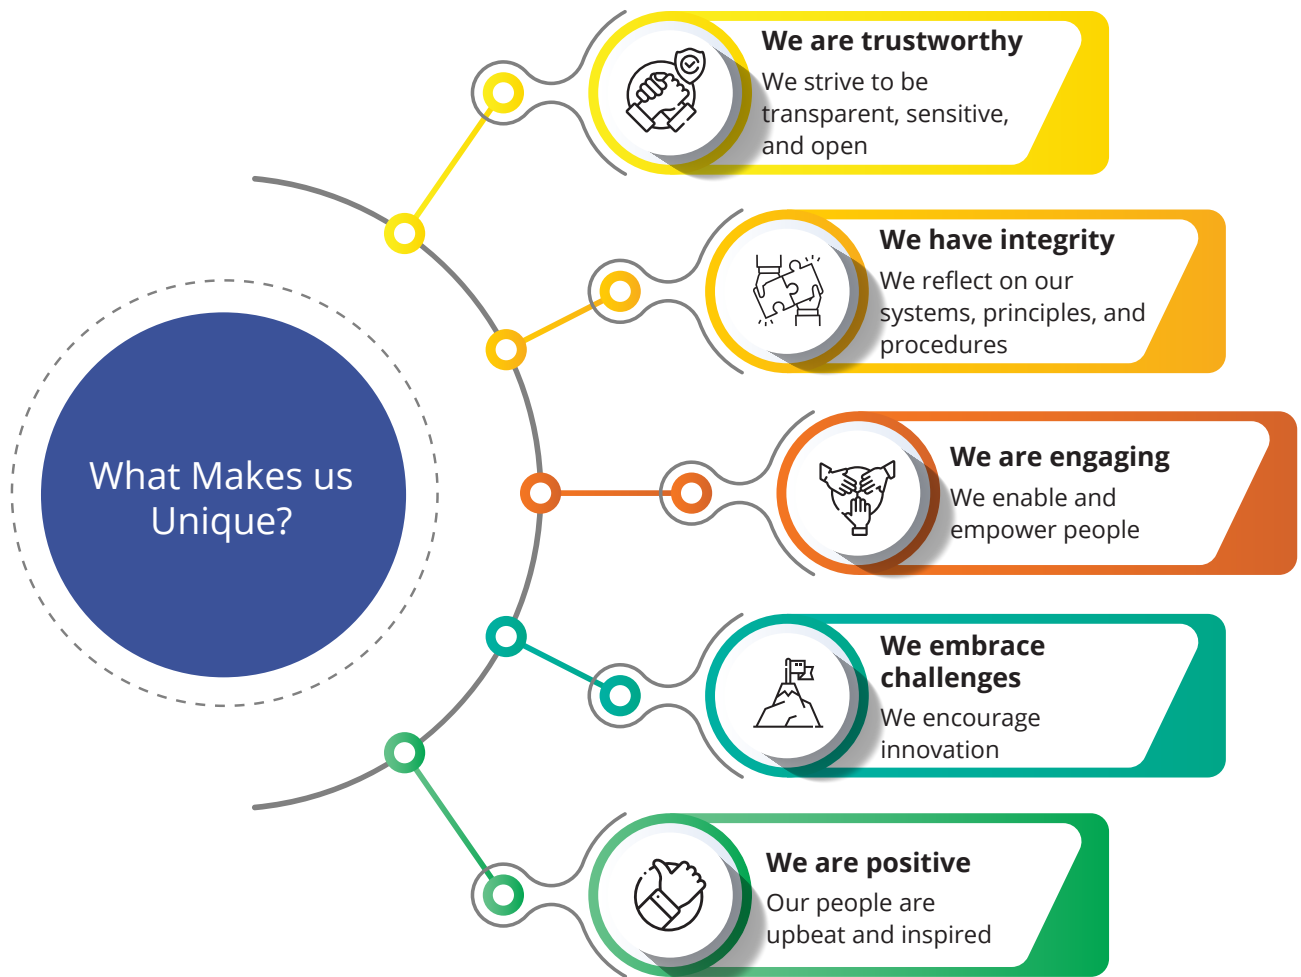 What Makes us
Unique?
We are trustworthy
We strive to be
transparent, sensitive,
and open
We have integrity
We reflect on our
systems, principles, and
procedures
We are engaging
We enable and
empower people
We embrace
challenges
We encourage
innovation
We are positive
Our people are
upbeat and inspired